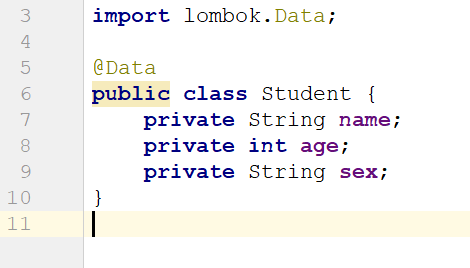 3 import lombok.Data;
4
5 @Data
6 public class Student {
7     private String name;
8     private int age;
9     private String sex;
10 }
11